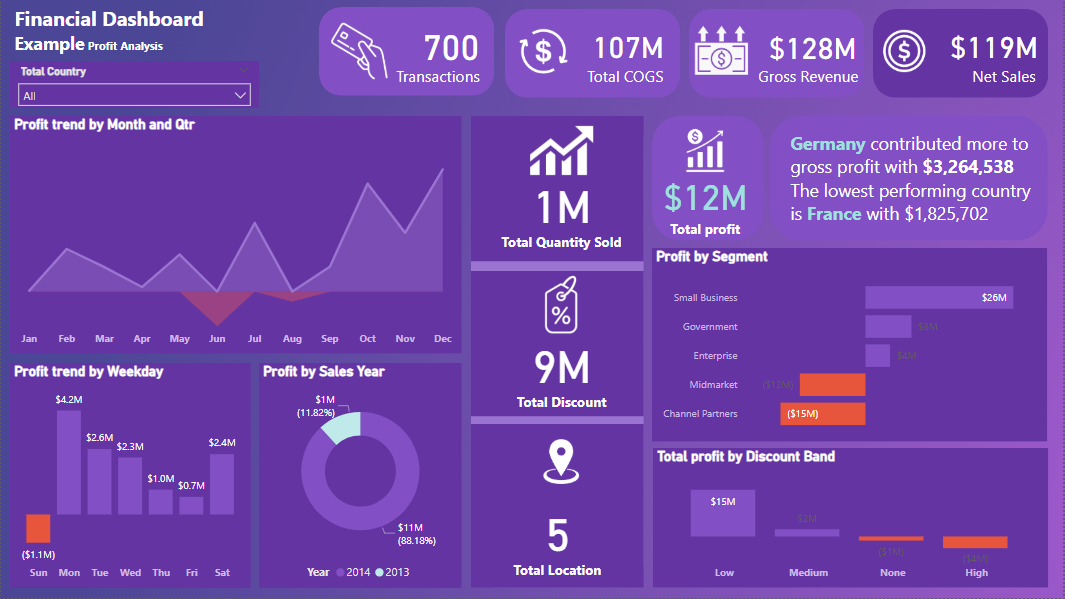 Financial Dashboard
Example Profit Analysis
Total Country
All
700
Transactions
107M
Total COGS
$128M
Gross Revenue
$119M
Net Sales
Profit trend by Month and Qtr
Jan Feb Mar Apr May Jun Jul Aug Sep Oct Nov Dec
1M
Total Quantity Sold
%
9M
Total Discount
5
Total Location
$12M
Total profit
Germany contributed more to
gross profit with $3,264,538
The lowest performing country
is France with $1,825,702
Profit by Segment
Small Business $26M
Government $8M
Enterprise $4M
Midmarket ($12M)
Channel Partners ($15M)
Profit trend by Weekday
$4.2M
$2.6M
$2.3M
$1.0M
$0.7M
$2.4M
($1.1M)
Sun Mon Tue Wed Thu Fri Sat
Profit by Sales Year
$1M
(11.82%)
$11M
(88.18%)
Year 2014 2013
Total profit by Discount Band
$15M
$2M
($1M)
($4M)
Low Medium None High